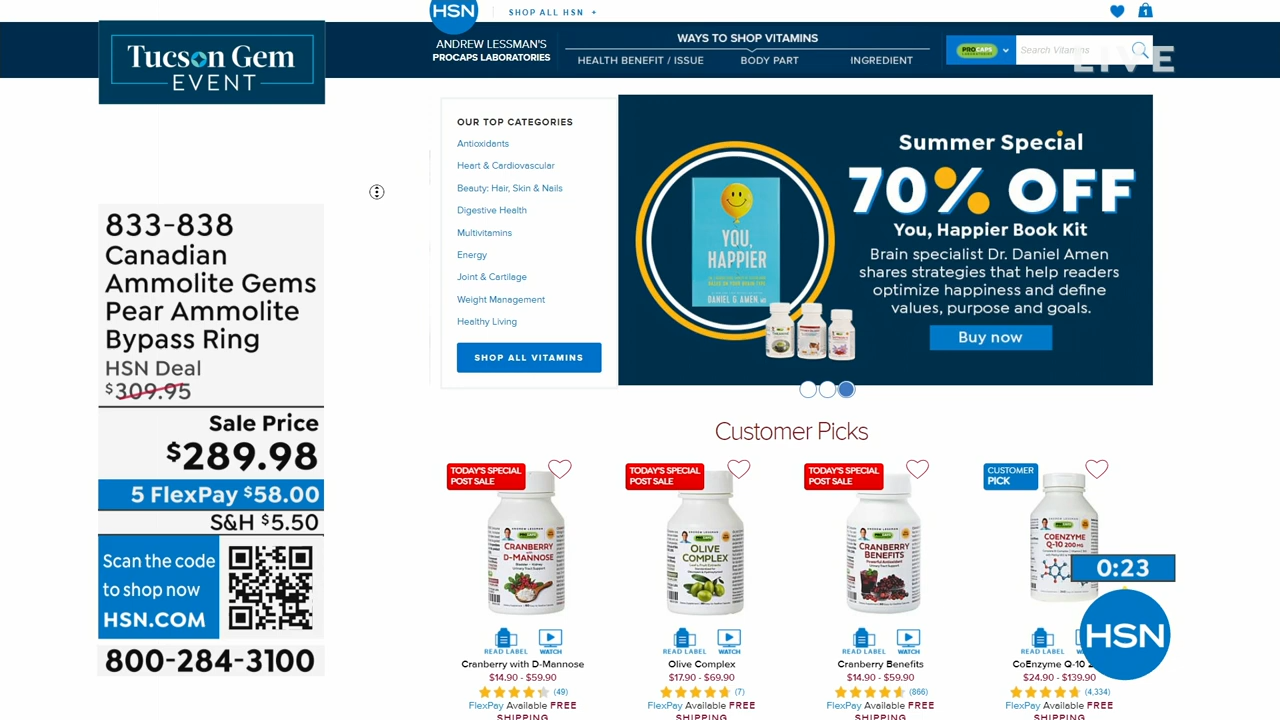 HSN
SHOP ALL HSN +
1
Tucson Gem
EVENT
ANDREW LESSMAN'S
PROCAPS LABORATORIES
WAYS TO SHOP VITAMINS
HEALTH BENEFIT / ISSUE
BODY PART
INGREDIENT
PROCAPS
Search Vitamins
LIVE
OUR TOP CATEGORIES
Antioxidants
Heart & Cardiovascular
Beauty: Hair, Skin & Nails
Digestive Health
Multivitamins
Energy
Joint & Cartilage
Weight Management
Healthy Living
SHOP ALL VITAMINS
YOU,
HAPPIER
DANIEL G AMEN MD
Summer Special
70% OFF
You, Happier Book Kit
Brain specialist Dr. Daniel Amen
shares strategies that help readers
optimize happiness and define
values, purpose and goals.
Buy now
833-838
Canadian
Ammolite Gems
Pear Ammolite
Bypass Ring
HSN Deal
$309.95
Sale Price
$289.98
5 FlexPay $58.00
S&H $5.50
Scan the code
to shop now
HSN.COM
800-284-3100
Customer Picks
TODAY'S SPECIAL
POST SALE
TODAY'S SPECIAL
POST SALE
TODAY'S SPECIAL
POST SALE
CUSTOMER
PICK
CRANBERRY
D-MANNOSE
OLIVE
COMPLEX
CRANBERRY
BENEFITS
COENZYME
Q-10 200 MG
0:23
HSN
READ LABEL
WATCH
READ LABEL
WATCH
READ LABEL
WATCH
READ LABEL
Cranberry with D-Mannose
$14.90 - $59.90
(49)
FlexPay Available FREE
SHIPPING
Olive Complex
$17.90 - $69.90
(7)
FlexPay Available FREE
SHIPPING
Cranberry Benefits
$14.90 - $59.90
(866)
FlexPay Available FREE
SHIPPING
CoEnzyme Q-10
$24.90 - $139.90
(4,334)
FlexPay Available FREE
SHIPPING